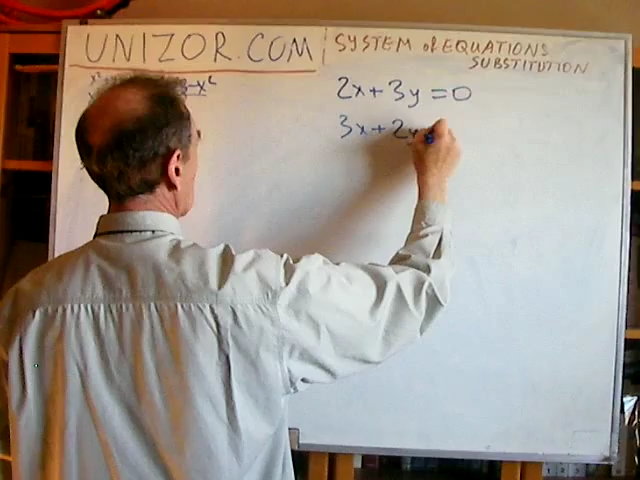 UNIZOR.COM
SYSTEM of EQUATIONS
SUBSTITUTION
2x+3y=0
3x+2y